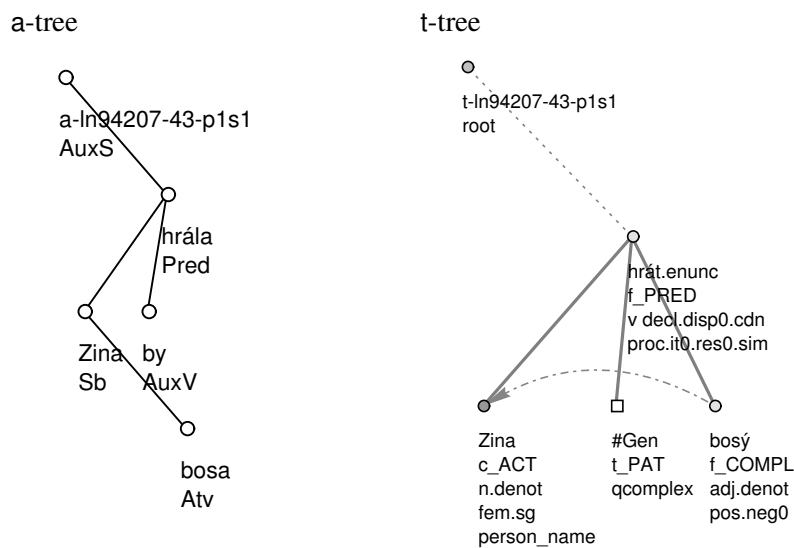 a-tree
a-ln94207-43-p1s1
AuxS
hrála
Pred
Zina
Sb
by
AuxV
bosa
Atv
t-tree
t-ln94207-43-p1s1
root
hrát.enunc
f_PRED
v decl.disp0.cdn
proc.it0.res0.sim
Zina
c_ACT
n.denot
fem.sg
person_name
#Gen
t_PAT
qcomplex
bosý
f_COMPL
adj.denot
pos.neg0